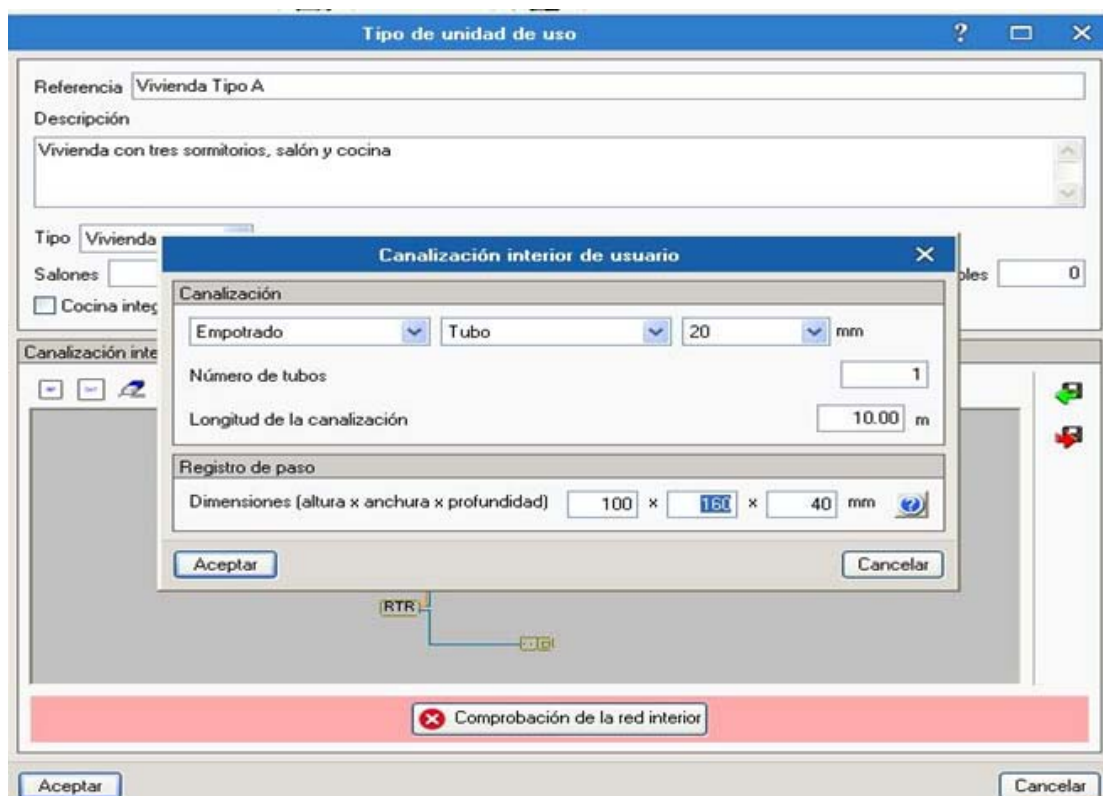 Tipo de unidad de uso
Referencia Vivienda Tipo A
Descripción
Vivienda con tres sormitorios, salón y cocina
Tipo Vivienda
Canalización interior de usuario
Salones
bles 0
Cocina integ
Canalización
Empotrado Tubo 20 mm
Canalización inte
Número de tubos 1
Longitud de la canalización 10.00 m
Registro de paso
Dimensiones (altura x anchura x profundidad) 100 x 160 x 40 mm
Aceptar Cancelar
RTR
Comprobación de la red interior
Aceptar Cancelar